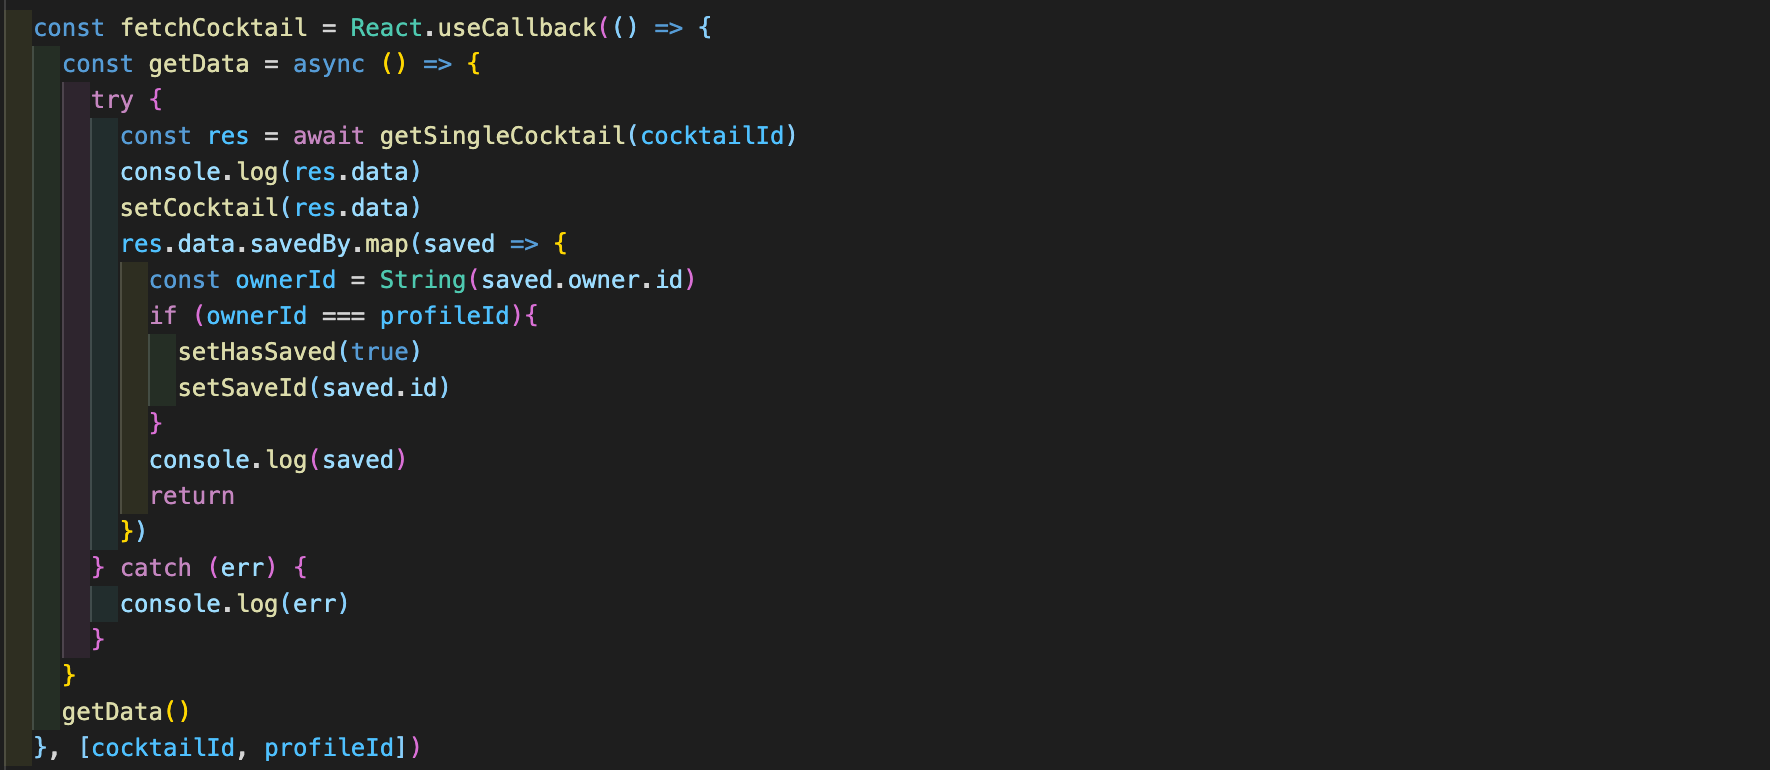 const fetchCocktail = React.useCallback(() => {
  const getData = async () => {
    try {
      const res = await getSingleCocktail(cocktailId)
      console.log(res.data)
      setCocktail(res.data)
      res.data.savedBy.map(saved => {
        const ownerId = String(saved.owner.id)
        if (ownerId === profileId){
          setHasSaved(true)
          setSaveId(saved.id)
        }
        console.log(saved)
        return
      })
    } catch (err) {
      console.log(err)
    }
  }
  getData()
}, [cocktailId, profileId])